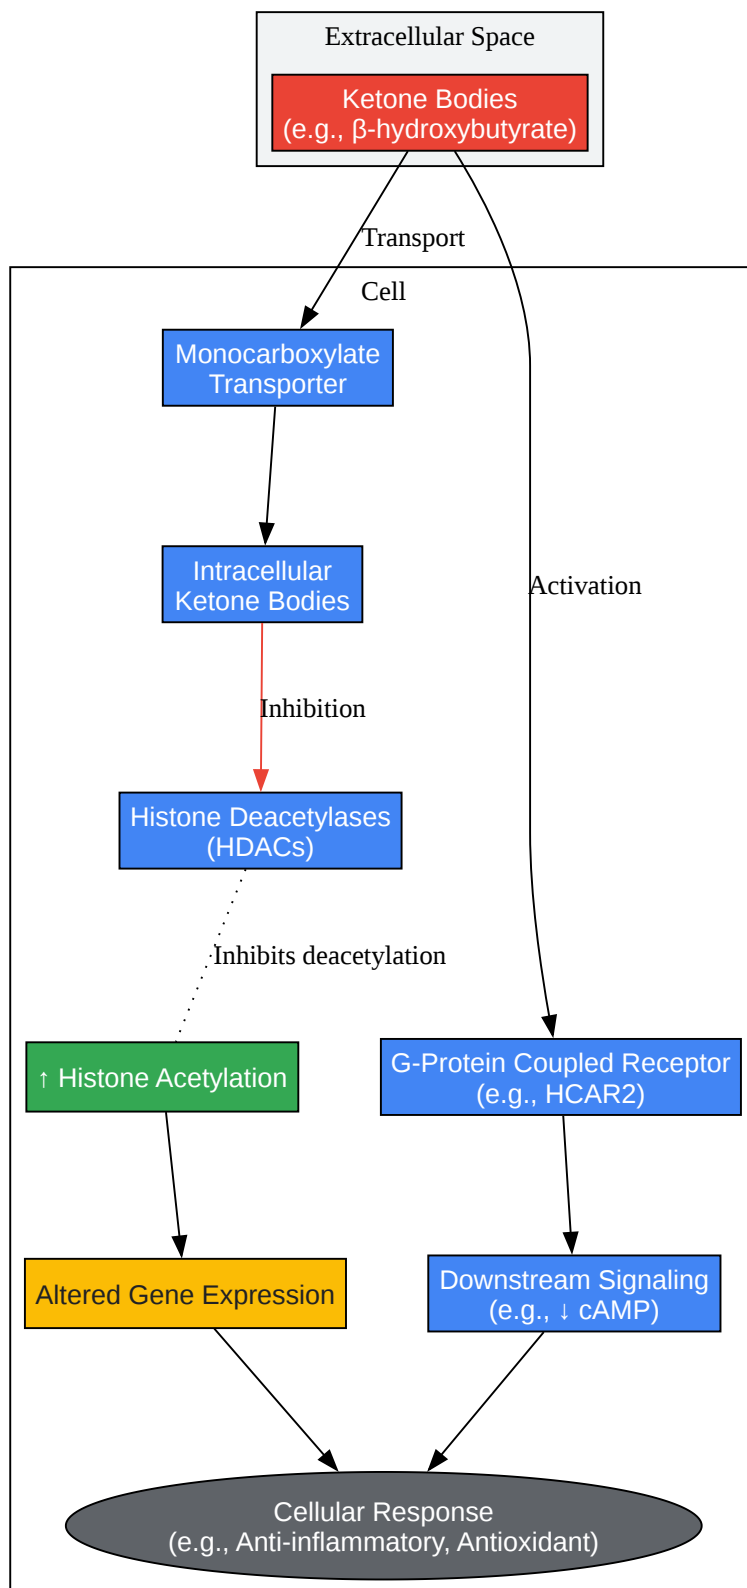 Extracellular Space
Ketone Bodies
(e.g., β-hydroxybutyrate)
Transport
Cell
Monocarboxylate
Transporter
Intracellular
Ketone Bodies
Activation
Inhibition
Histone Deacetylases
(HDACs)
Inhibits deacetylation
↑ Histone Acetylation
G-Protein Coupled Receptor
(e.g., HCAR2)
Altered Gene Expression
Downstream Signaling
(e.g., ↓ cAMP)
Cellular Response
(e.g., Anti-inflammatory, Antioxidant)